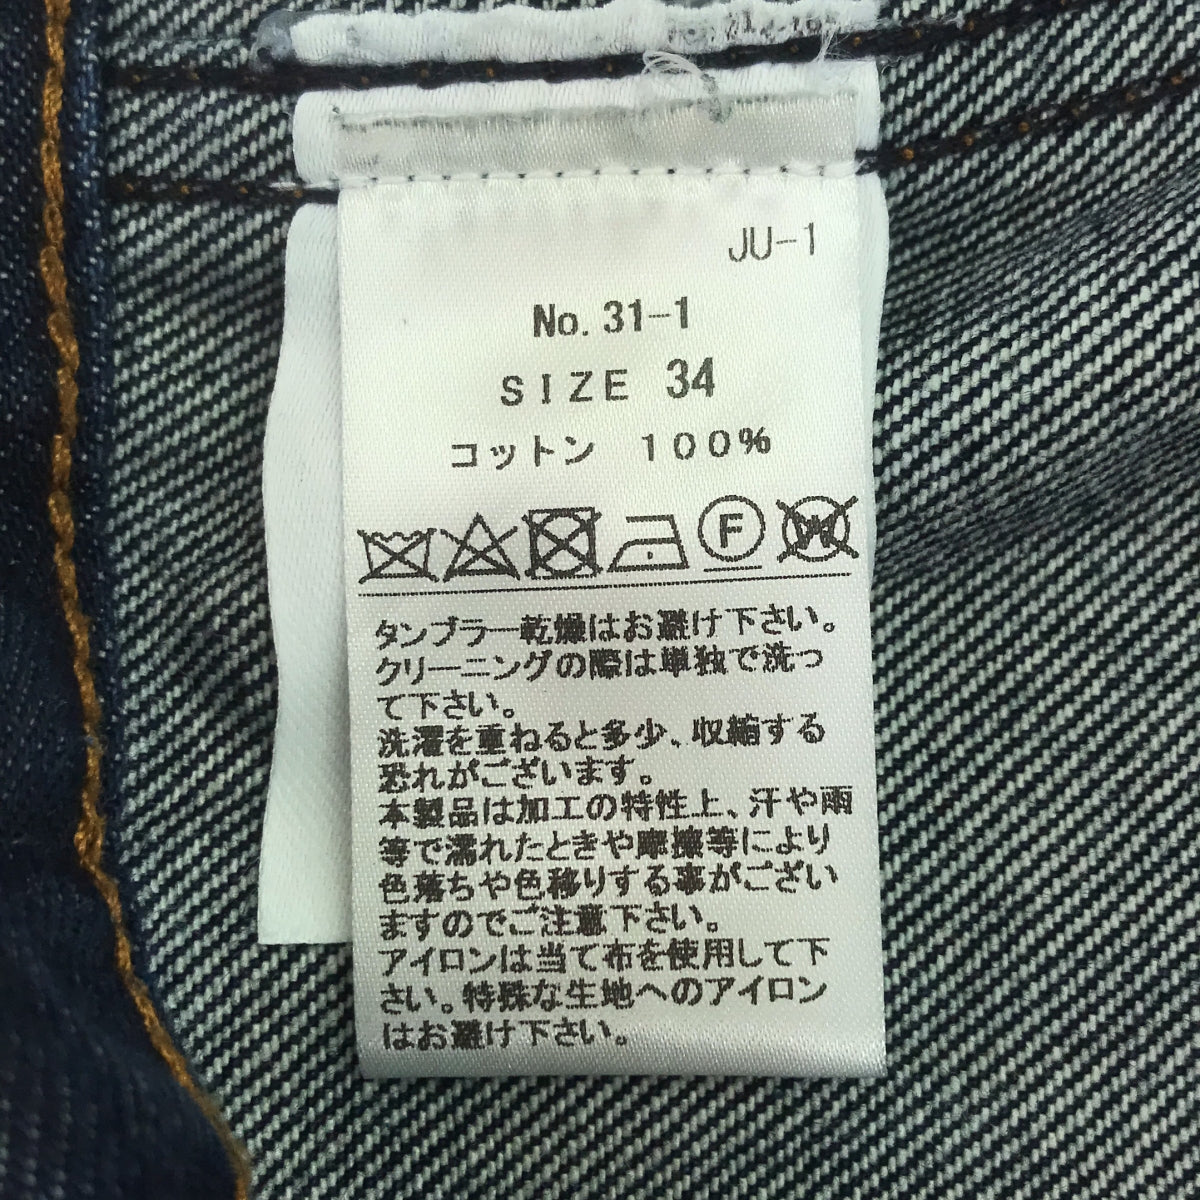 JU-1
No. 31-1
SIZE 34
コットン 100%
F
W
タンブラー乾燥はお避け下さい。
クリーニングの際は単独で洗っ
て下さい。
洗濯を重ねると多少、収縮する
恐れがございます。
本製品は加工の特性上、汗や雨
等で濡れたときや摩擦等により
色落ちや色移りする事がござい
ますのでご注意下さい。
アイロンは当て布を使用して下
さい。特殊な生地へのアイロン
はお避け下さい。